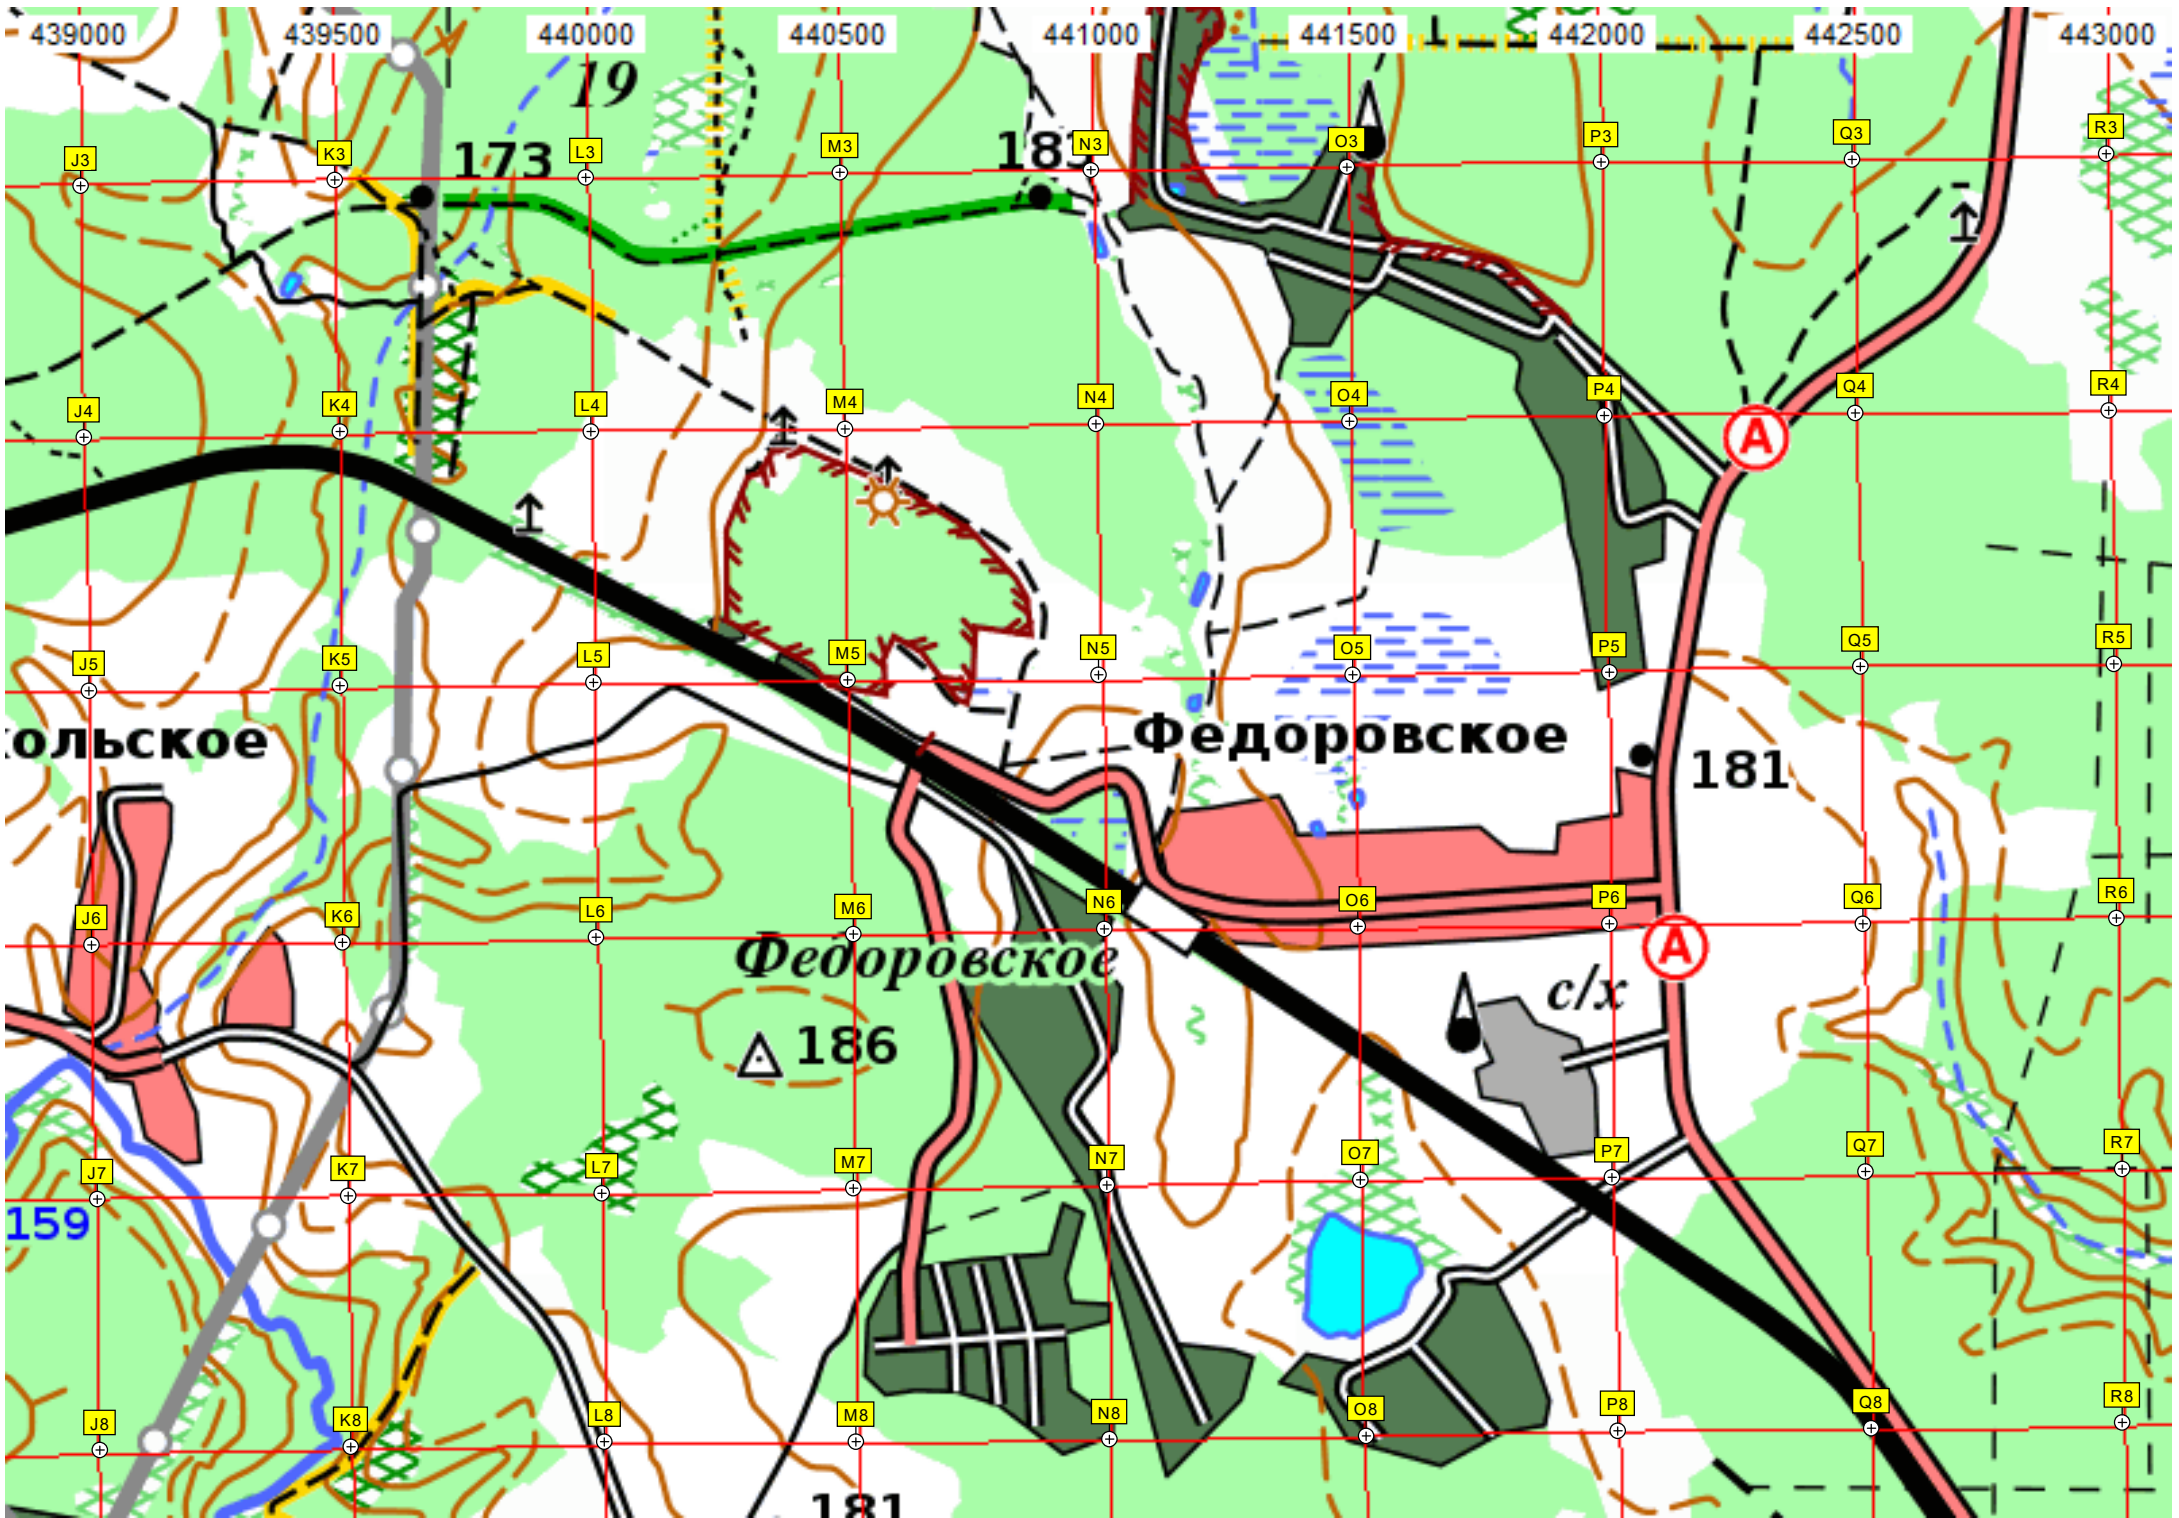 439000 439500 440000 440500 441000 441500 442000 442500 443000
19
J3 K3 L3 M3 N3 O3 P3 Q3 R3
173
183
J4 K4 L4 M4 N4 O4 P4 Q4 R4
A
J5 K5 L5 M5 N5 O5 P5 Q5 R5
кольское
Федоровское
181
J6 K6 L6 M6 N6 O6 P6 Q6 R6
Федоровское
A
с/х
186
J7 K7 L7 M7 N7 O7 P7 Q7 R7
159
J8 K8 L8 M8 N8 O8 P8 Q8 R8
181